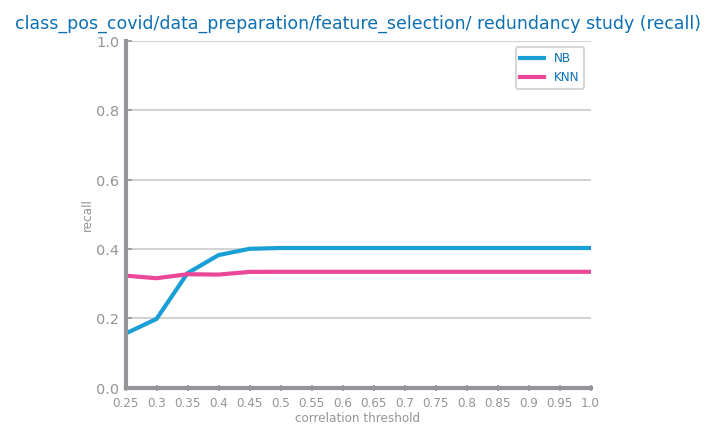 class_pos_covid/data_preparation/feature_selection/ redundancy study (recall)
NB
KNN
1.0
0.8
0.6
0.4
0.2
0.0
recall
0.25 0.3 0.35 0.4 0.45 0.5 0.55 0.6 0.65 0.7 0.75 0.8 0.85 0.9 0.95 1.0
correlation threshold